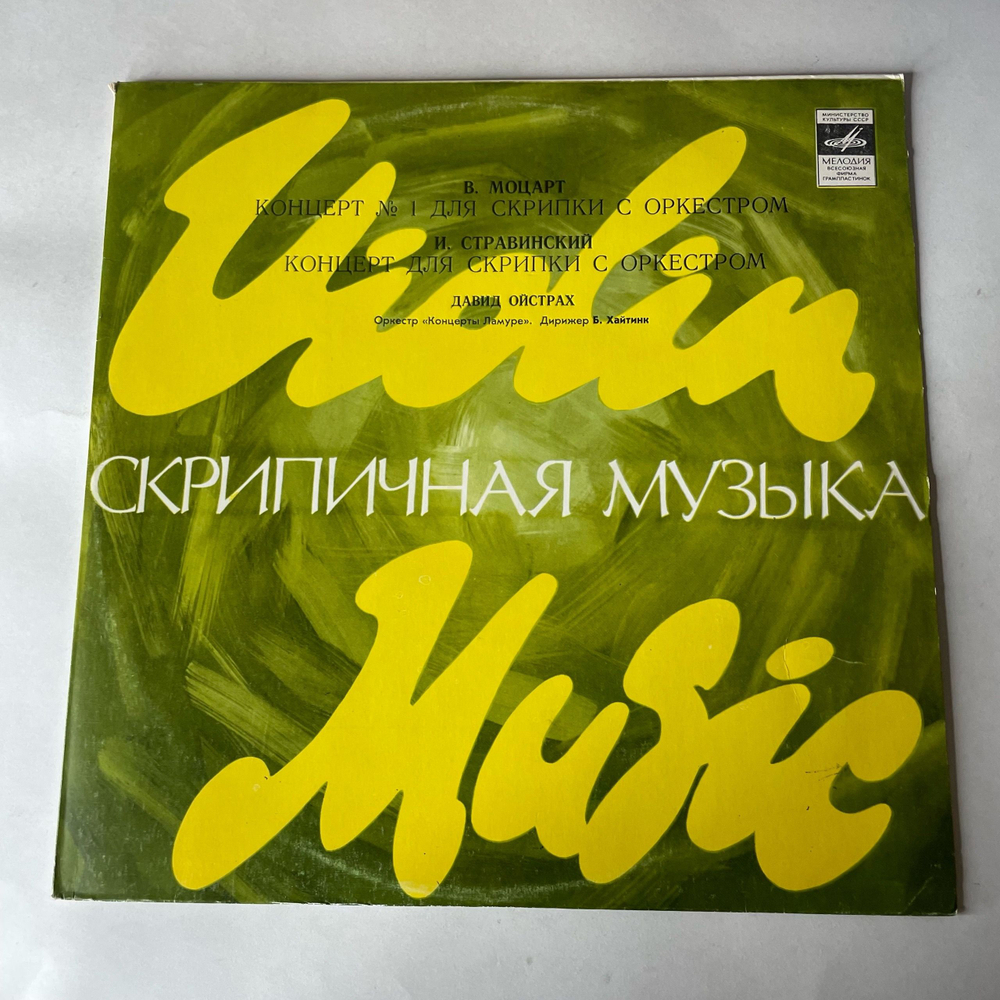 МИНИСТЕРСТВО
КУЛЬТУРЫ СССР
МЕЛОДИЯ
ВСЕСОЮЗНАЯ
ФИРМА
ГРАМПЛАСТИНОК
Violin
В. МОЦАРТ
КОНЦЕРТ № 1 ДЛЯ СКРИПКИ С ОРКЕСТРОМ
И. СТРАВИНСКИЙ
КОНЦЕРТ ДЛЯ СКРИПКИ С ОРКЕСТРОМ
ДАВИД ОЙСТРАХ
Оркестр «Концерты Ламуре». Дирижер Б. Хайтинк
СКРИПИЧНАЯ МУЗЫКА
Music